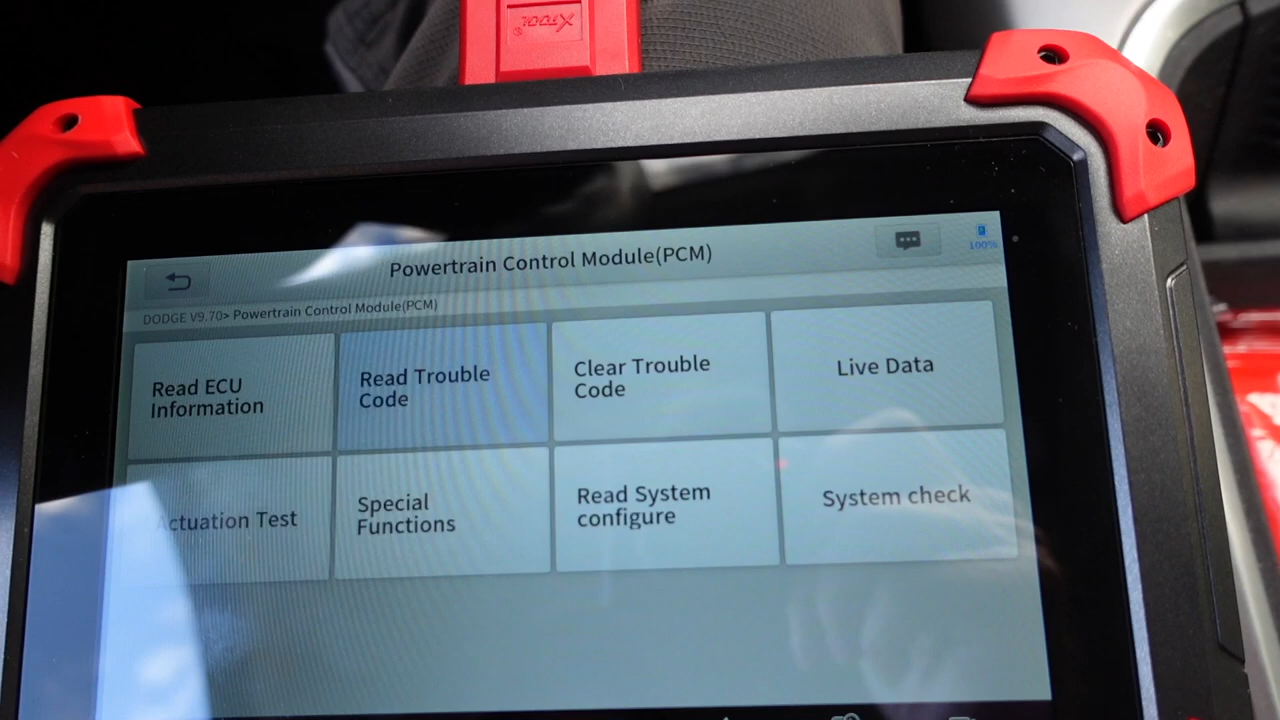 XTOOL®
Powertrain Control Module(PCM)
100%
DODGE V9.70> Powertrain Control Module(PCM)
Read ECU
Information
Read Trouble
Code
Clear Trouble
Code
Live Data
Actuation Test
Special
Functions
Read System
configure
System check